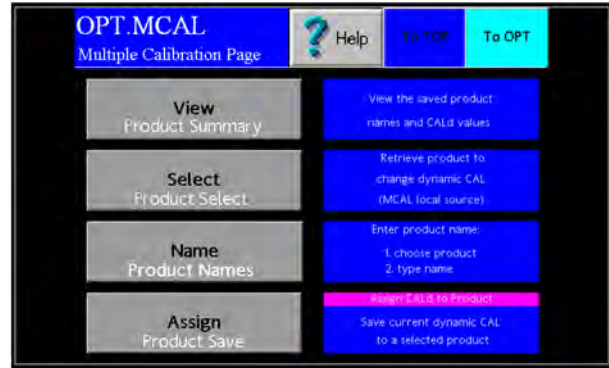 OPT.MCAL
Multiple Calibration Page
Help
To TOP
To OPT
View
Product Summary
View the saved product
names and CALd values
Select
Product Select
Retrieve product to
change dynamic CAL
(MCAL local source)
Name
Product Names
Enter product name:
1. choose product
2. type name
Assign
Product Save
Assign CALd to Product
Save current dynamic CAL
to a selected product